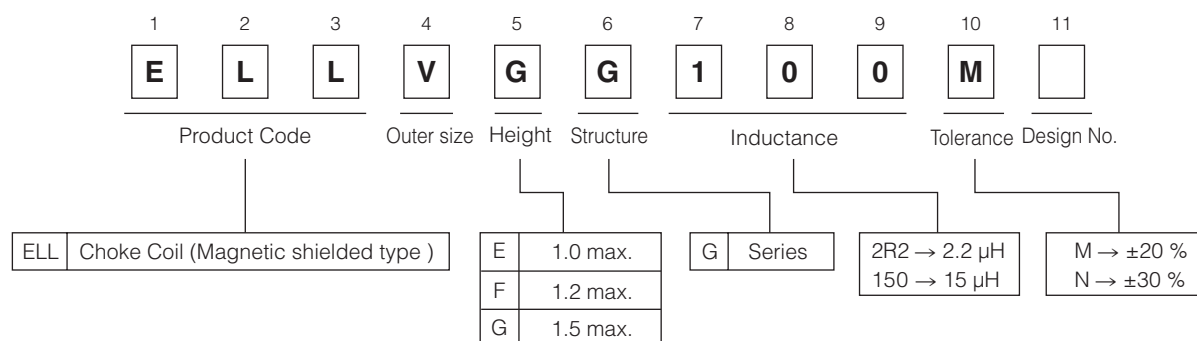 1 2 3 4 5 6 7 8 9 10 11
E L L V G G 1 0 0 M
Product Code Outer size Height Structure Inductance Tolerance Design No.
ELL Choke Coil (Magnetic shielded type )
E 1.0 max.
F 1.2 max.
G 1.5 max.
G Series
2R2 → 2.2 µH
150 → 15 µH
M → ±20 %
N → ±30 %